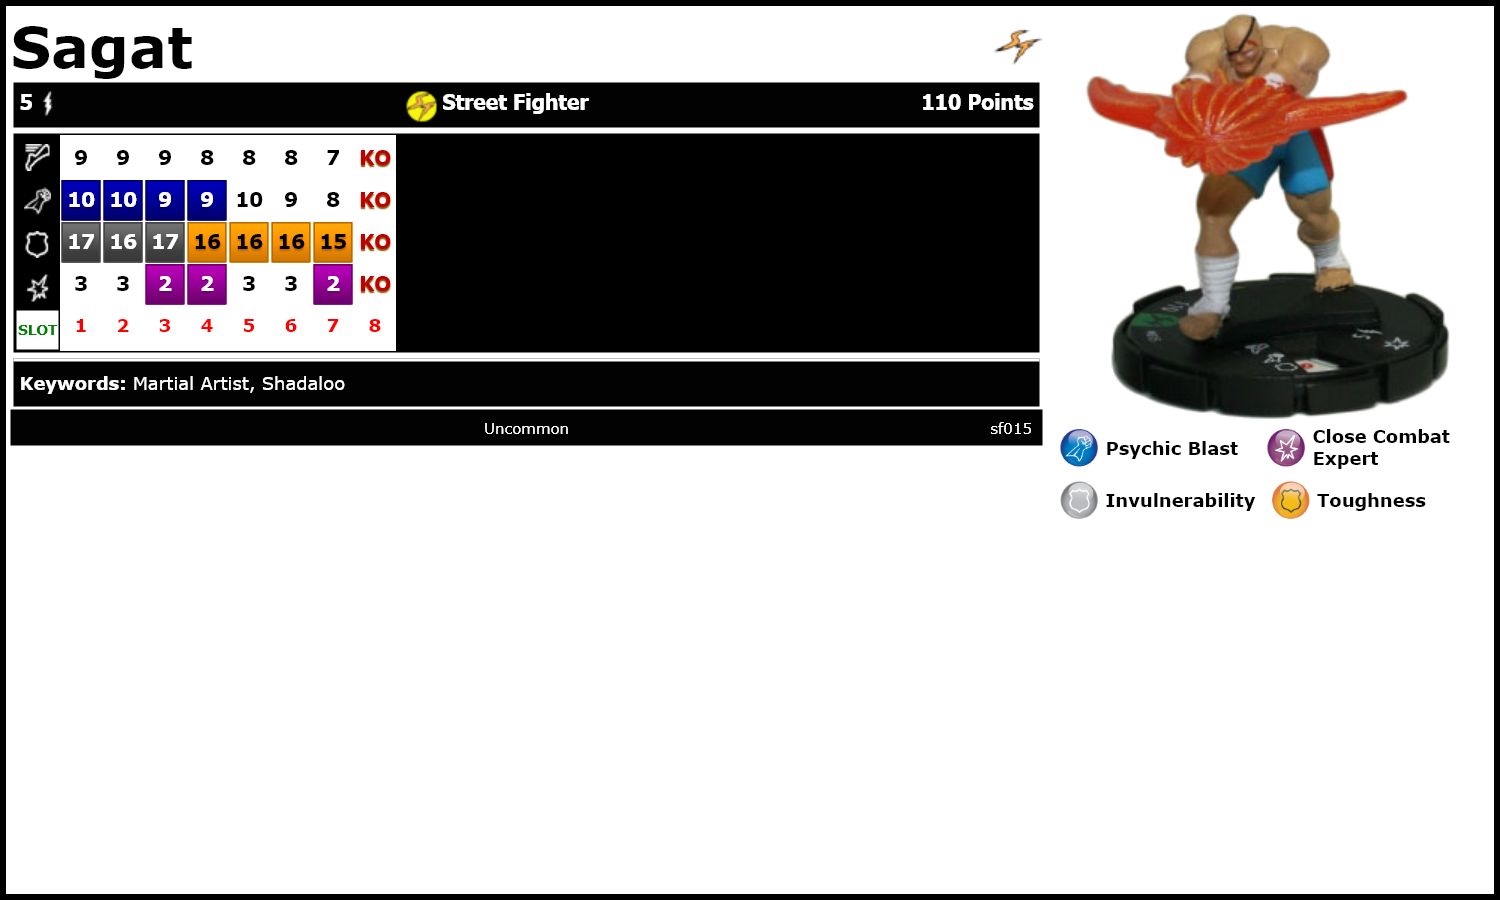 Sagat
5 Street Fighter 110 Points
9 9 9 8 8 8 7 KO
10 10 9 9 10 9 8 KO
17 16 17 16 16 16 15 KO
3 3 2 2 3 3 2 KO
SLOT 1 2 3 4 5 6 7 8
Keywords: Martial Artist, Shadaloo
Uncommon sf015
Psychic Blast
Close Combat
Expert
Invulnerability
Toughness
110
5